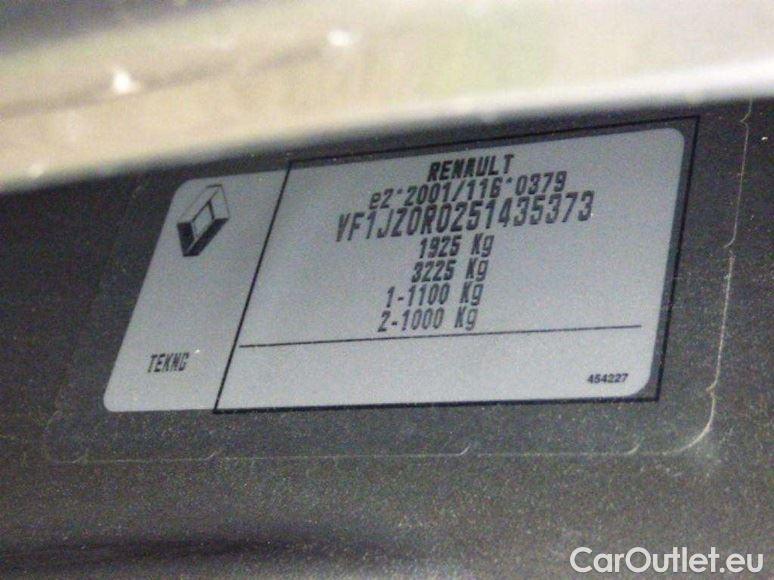 RENAULT
e2*2001/116*0379
VF1JZ0R0251435373
1925 Kg
3225 Kg
1-1100 Kg
2-1000 Kg
TEKNG
454227
CarOutlet.eu